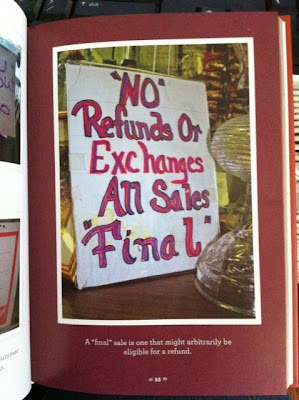 "NO"
Refunds Or
Exchanges
All Sales
"Final"
A "final" sale is one that might arbitrarily be
eligible for a refund.
" 55 "
ummer